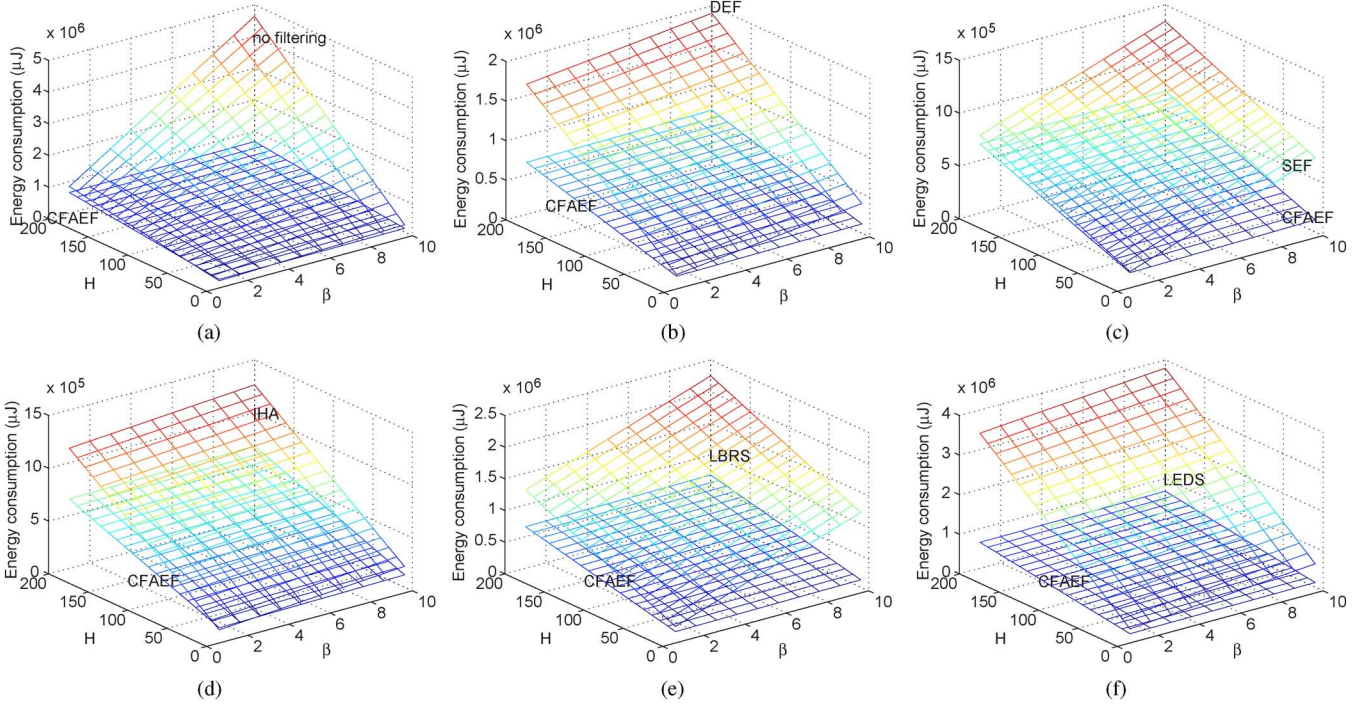 x 10^6
Energy consumption (μJ)
5
4
3
2
1
0
200
150
100
50
0
H
0
2
4
6
8
10
β
no filtering
CFAEF
(a)
x 10^6
Energy consumption (μJ)
2
1.5
1
0.5
0
200
150
100
50
0
H
0
2
4
6
8
10
β
DEF
CFAEF
(b)
x 10^5
Energy consumption (μJ)
15
10
5
0
200
150
100
50
0
H
0
2
4
6
8
10
β
SEF
CFAEF
(c)
x 10^5
Energy consumption (μJ)
15
10
5
0
200
150
100
50
0
H
0
2
4
6
8
10
β
IHA
CFAEF
(d)
x 10^6
Energy consumption (μJ)
2.5
2
1.5
1
0.5
0
200
150
100
50
0
H
0
2
4
6
8
10
β
LBRS
CFAEF
(e)
x 10^6
Energy consumption (μJ)
4
3
2
1
0
200
150
100
50
0
H
0
2
4
6
8
10
β
LEDS
CFAEF
(f)